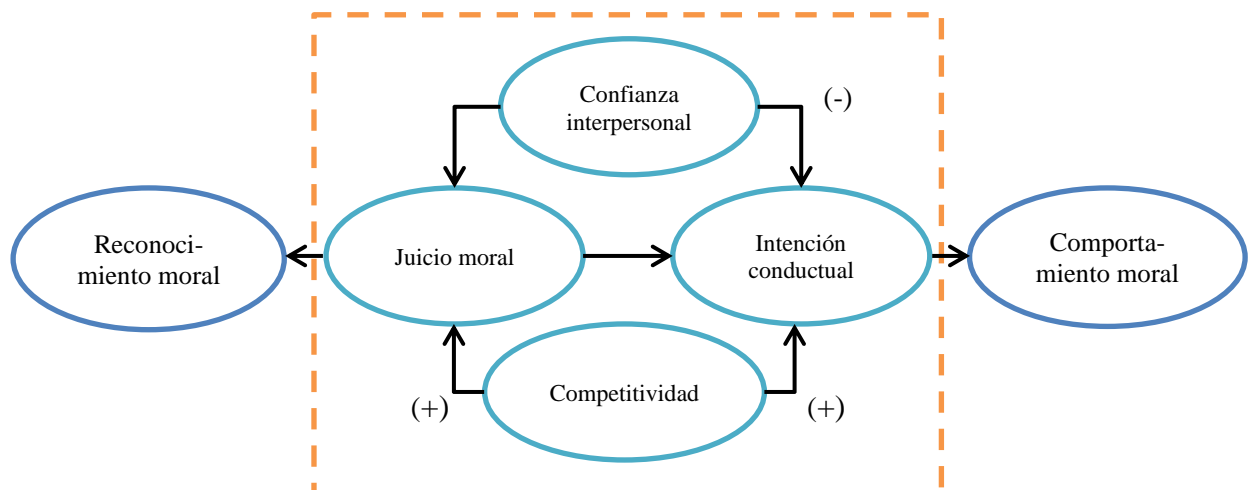 Confianza
interpersonal
(-)
Reconoci-
miento moral
Juicio moral
Intención
conductual
Comporta-
miento moral
Competitividad
(+)
(+)